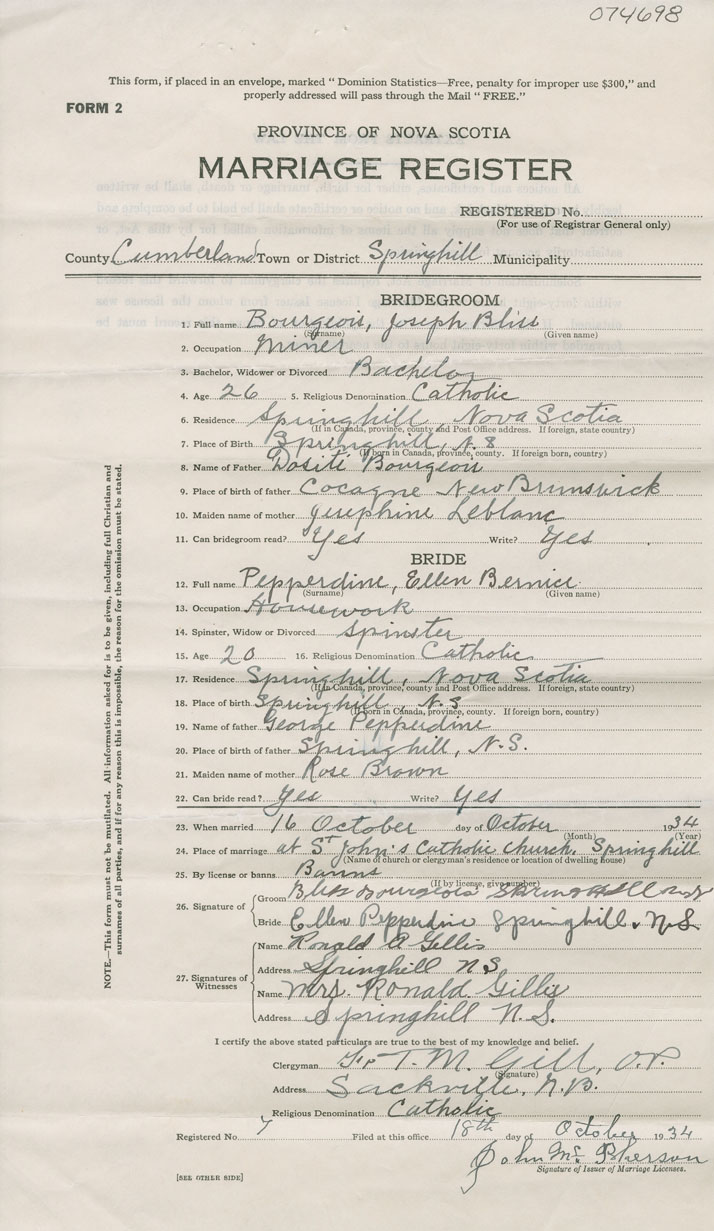 074698
This form, if placed in an envelope, marked " Dominion Statistics—Free, penalty for improper use $300," and
properly addressed will pass through the Mail " FREE."
FORM 2
PROVINCE OF NOVA SCOTIA
MARRIAGE REGISTER
REGISTERED No.
(For use of Registrar General only)
County Cumberland Town or District Springhill Municipality
BRIDEGROOM
1. Full name Bourgeois, Joseph Bliss
(Surname) (Given name)
2. Occupation Miner
3. Bachelor, Widower or Divorced Bachelor
4. Age 26 5. Religious Denomination Catholic
6. Residence Springhill, Nova Scotia
(If in Canada, province, county and Post Office address. If foreign, state country)
7. Place of Birth Springhill, N.S
(If born in Canada, province, county. If foreign born, country)
8. Name of Father Dositi Bourgeois
9. Place of birth of father Cocagne New Brunswick
10. Maiden name of mother Josephine Leblanc
11. Can bridegroom read? Yes Write? Yes
BRIDE
12. Full name Pepperdine, Ellen Bernice
(Surname) (Given name)
13. Occupation Housework
14. Spinster, Widow or Divorced Spinster
15. Age 20 16. Religious Denomination Catholic
17. Residence Springhill, Nova Scotia
(If in Canada, province, county and Post Office address. If foreign, state country)
18. Place of birth Springhill, N.S
(If born in Canada, province, county. If foreign born, country)
19. Name of father George Pepperdine
20. Place of birth of father Springhill, N.S.
21. Maiden name of mother Rose Brown
22. Can bride read? Yes Write? Yes
23. When married 16 October day of October 1934
(Month) (Year)
24. Place of marriage at St John's Catholic Church, Springhill
(Name of church or clergyman's residence or location of dwelling house)
25. By license or banns Banns
(If by license, give number)
26. Signature of Groom Bliss Bourgeois Springhill
Bride Ellen Pepperdine Springhill. N.S.
27. Signatures of Witnesses
Name Ronald A Gillis
Address Springhill N S
Name Mrs. Ronald Gillis
Address Springhill N.S.
I certify the above stated particulars are true to the best of my knowledge and belief.
Clergyman Fr T. M. Gill, O.P.
(Signature)
Address Sackville, N.B.
Religious Denomination Catholic
Registered No 7 Filed at this office 18th day of October 1934
John Mc Pherson
Signature of Issuer of Marriage Licenses.
[SEE OTHER SIDE]
NOTE.—This form must not be mutilated. All information asked for is to be given, including full Christian and
surnames of all parties, and if for any reason this is impossible, the reason for the omission must be stated.